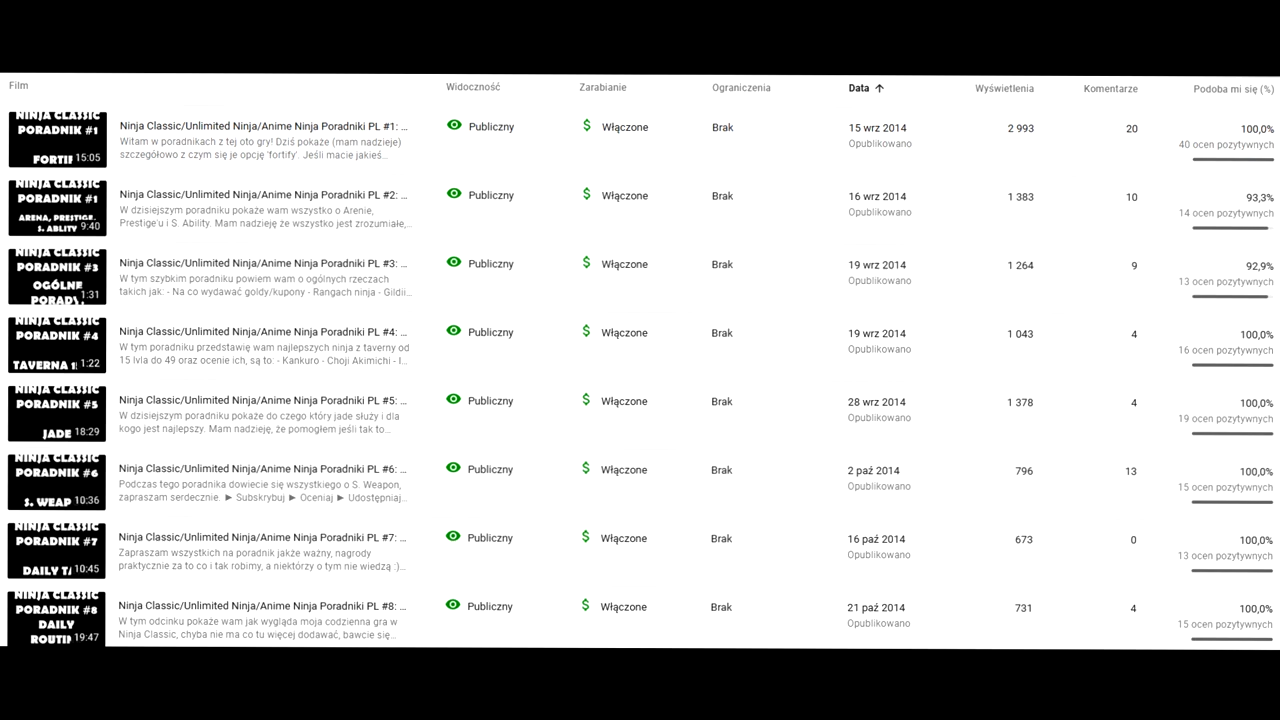 Film Widoczność Zarabianie Ograniczenia Data ↑ Wyświetlenia Komentarze Podoba mi się (%)
NINJA CLASSIC
PORADNIK #1
FORTIF 15:05
Ninja Classic/Unlimited Ninja/Anime Ninja Poradniki PL #1: ...
Witam w poradnikach z tej oto gry! Dziś pokaże (mam nadzieje)
szczegółowo z czym się je opcję 'fortify'. Jeśli macie jakieś...
Publiczny $ Włączone Brak 15 wrz 2014 2 993 20 100,0%
Opublikowano 40 ocen pozytywnych
NINJA CLASSIC
PORADNIK #1
ARENA, PRESTIGE,
S. ABLITY 9:40
Ninja Classic/Unlimited Ninja/Anime Ninja Poradniki PL #2: ...
W dzisiejszym poradniku pokaże wam wszystko o Arenie,
Prestige'u i S. Ability. Mam nadzieję że wszystko jest zrozumiałe,...
Publiczny $ Włączone Brak 16 wrz 2014 1 383 10 93,3%
Opublikowano 14 ocen pozytywnych
NINJA CLASSIC
PORADNIK #3
OGÓLNE
PORADY 1:31
Ninja Classic/Unlimited Ninja/Anime Ninja Poradniki PL #3: ...
W tym szybkim poradniku powiem wam o ogólnych rzeczach
takich jak: - Na co wydawać goldy/kupony - Rangach ninja - Gildii...
Publiczny $ Włączone Brak 19 wrz 2014 1 264 9 92,9%
Opublikowano 13 ocen pozytywnych
NINJA CLASSIC
PORADNIK #4
TAVERNA 1 1:22
Ninja Classic/Unlimited Ninja/Anime Ninja Poradniki PL #4: ...
W tym poradniku przedstawię wam najlepszych ninja z taverny od
15 lvla do 49 oraz ocenie ich, są to: - Kankuro - Choji Akimichi - I...
Publiczny $ Włączone Brak 19 wrz 2014 1 043 4 100,0%
Opublikowano 16 ocen pozytywnych
NINJA CLASSIC
PORADNIK #5
JADE 18:29
Ninja Classic/Unlimited Ninja/Anime Ninja Poradniki PL #5: ...
W dzisiejszym poradniku pokaże do czego który jade służy i dla
kogo jest najlepszy. Mam nadzieję, że pomogłem jeśli tak to...
Publiczny $ Włączone Brak 28 wrz 2014 1 378 4 100,0%
Opublikowano 19 ocen pozytywnych
NINJA CLASSIC
PORADNIK #6
S. WEAP 10:36
Ninja Classic/Unlimited Ninja/Anime Ninja Poradniki PL #6: ...
Podczas tego poradnika dowiecie się wszystkiego o S. Weapon,
zapraszam serdecznie. ► Subskrybuj ► Oceniaj ► Udostępniaj...
Publiczny $ Włączone Brak 2 paź 2014 796 13 100,0%
Opublikowano 15 ocen pozytywnych
NINJA CLASSIC
PORADNIK #7
DAILY TA 10:45
Ninja Classic/Unlimited Ninja/Anime Ninja Poradniki PL #7: ...
Zapraszam wszystkich na poradnik jakże ważny, nagrody
praktycznie za to co i tak robimy, a niektórzy o tym nie wiedzą :)...
Publiczny $ Włączone Brak 16 paź 2014 673 0 100,0%
Opublikowano 13 ocen pozytywnych
NINJA CLASSIC
PORADNIK #8
DAILY
ROUTIN 19:47
Ninja Classic/Unlimited Ninja/Anime Ninja Poradniki PL #8: ...
W tym odcinku pokaże wam jak wygląda moja codzienna gra w
Ninja Classic, chyba nie ma co tu więcej dodawać, bawcie się...
Publiczny $ Włączone Brak 21 paź 2014 731 4 100,0%
Opublikowano 15 ocen pozytywnych